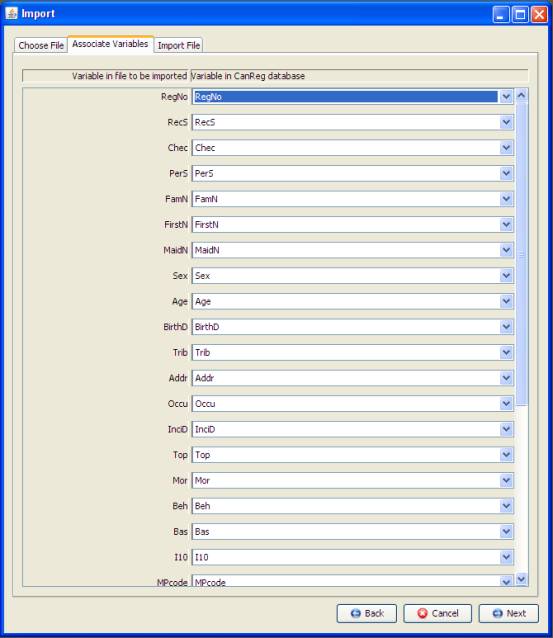 Import
Choose File Associate Variables Import File
Variable in file to be imported Variable in CanReg database
RegNo RegNo
RecS RecS
Chec Chec
PerS PerS
FamN FamN
FirstN FirstN
MaidN MaidN
Sex Sex
Age Age
BirthD BirthD
Trib Trib
Addr Addr
Occu Occu
InciD InciD
Top Top
Mor Mor
Beh Beh
Bas Bas
I10 I10
MPcode MPcode
Back Cancel Next